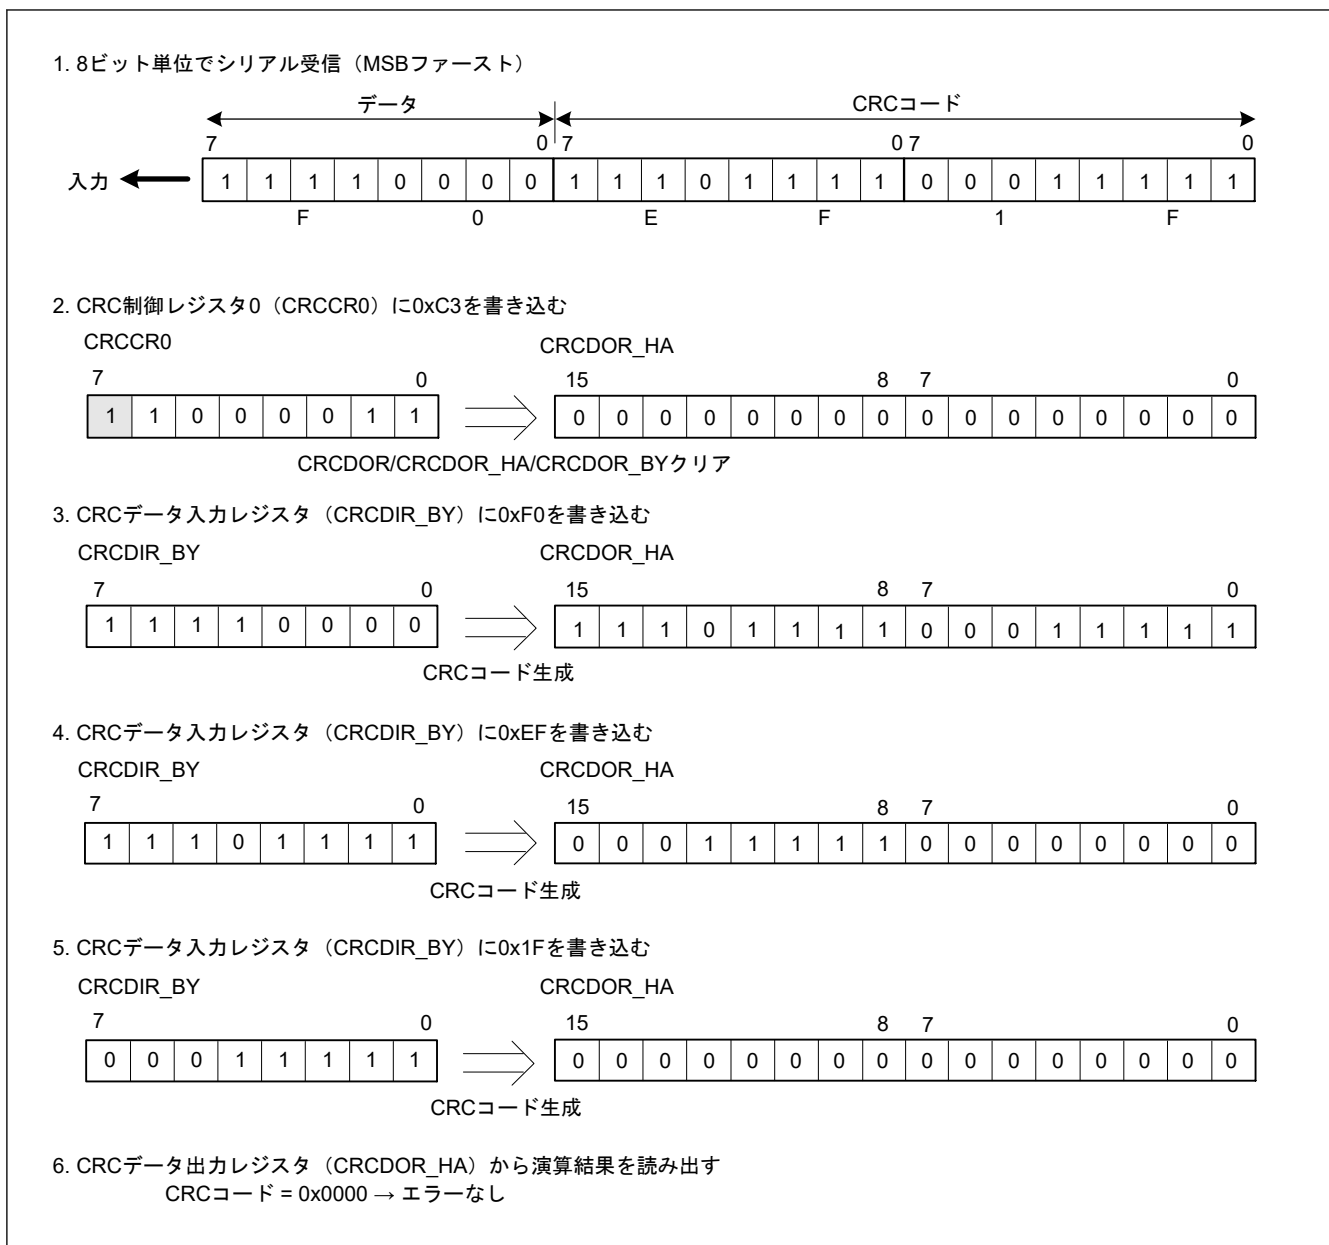 1. 8ビット単位でシリアル受信（MSBファースト）
データ CRCコード
7 0 7 0 7 0
入力 1 1 1 1 0 0 0 0 1 1 1 0 1 1 1 1 0 0 0 1 1 1 1 1
F 0 E F 1 F
2. CRC制御レジスタ0（CRCCR0）に0xC3を書き込む
CRCCR0 CRCDOR_HA
7 0 15 8 7 0
1 1 0 0 0 0 1 1 0 0 0 0 0 0 0 0 0 0 0 0 0 0 0 0
CRCDOR/CRCDOR_HA/CRCDOR_BYクリア
3. CRCデータ入力レジスタ（CRCDIR_BY）に0xF0を書き込む
CRCDIR_BY CRCDOR_HA
7 0 15 8 7 0
1 1 1 1 0 0 0 0 1 1 1 0 1 1 1 1 0 0 0 1 1 1 1 1
CRCコード生成
4. CRCデータ入力レジスタ（CRCDIR_BY）に0xEFを書き込む
CRCDIR_BY CRCDOR_HA
7 0 15 8 7 0
1 1 1 0 1 1 1 1 0 0 0 1 1 1 1 1 0 0 0 0 0 0 0 0
CRCコード生成
5. CRCデータ入力レジスタ（CRCDIR_BY）に0x1Fを書き込む
CRCDIR_BY CRCDOR_HA
7 0 15 8 7 0
0 0 0 1 1 1 1 1 0 0 0 0 0 0 0 0 0 0 0 0 0 0 0 0
CRCコード生成
6. CRCデータ出力レジスタ（CRCDOR_HA）から演算結果を読み出す
CRCコード = 0x0000 → エラーなし